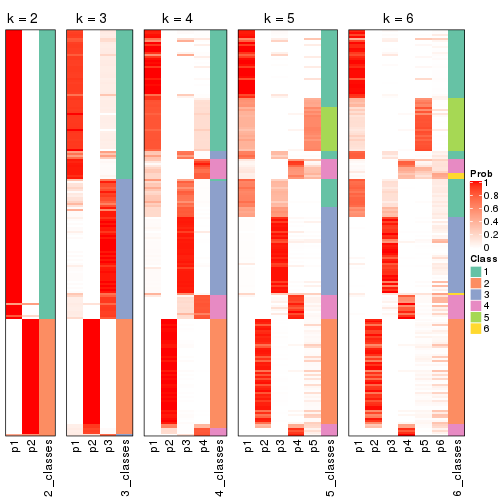 k = 2
k = 3
k = 4
k = 5
k = 6
p1
p2
2_classes
p1
p2
p3
3_classes
p1
p2
p3
p4
4_classes
p1
p2
p3
p4
p5
5_classes
p1
p2
p3
p4
p5
p6
6_classes
Prob
1
0.8
0.6
0.4
0.2
0
Class
1
2
3
4
5
6